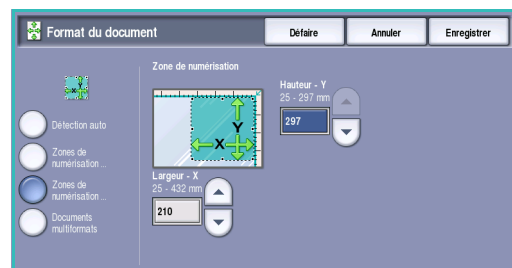 Format du document
Défaire
Annuler
Enregistrer
Détection auto
Zones de
numérisation ...
Zones de
numérisation ...
Documents
multiformats
Zone de numérisation
Y
X
Largeur - X
25 - 432 mm
210
Hauteur - Y
25 - 297 mm
297